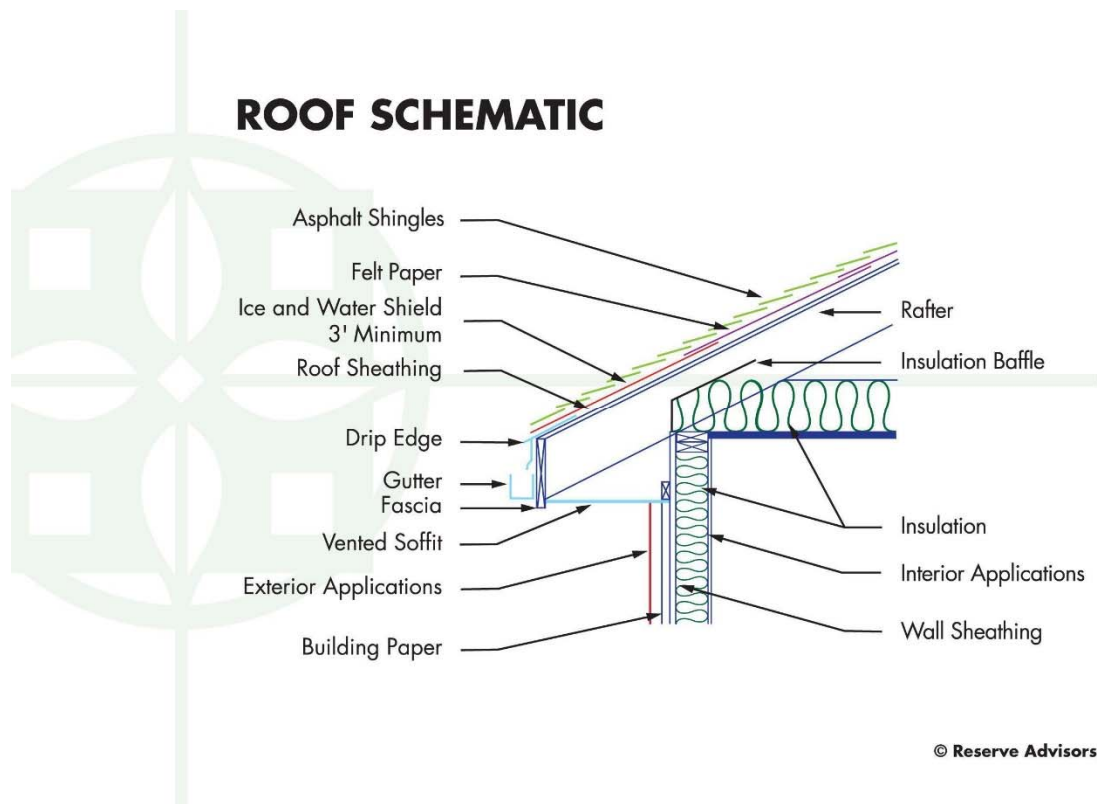 ROOF SCHEMATIC
Asphalt Shingles
Felt Paper
Ice and Water Shield
3' Minimum
Roof Sheathing
Drip Edge
Gutter
Fascia
Vented Soffit
Exterior Applications
Building Paper
Rafter
Insulation Baffle
Insulation
Interior Applications
Wall Sheathing
© Reserve Advisors